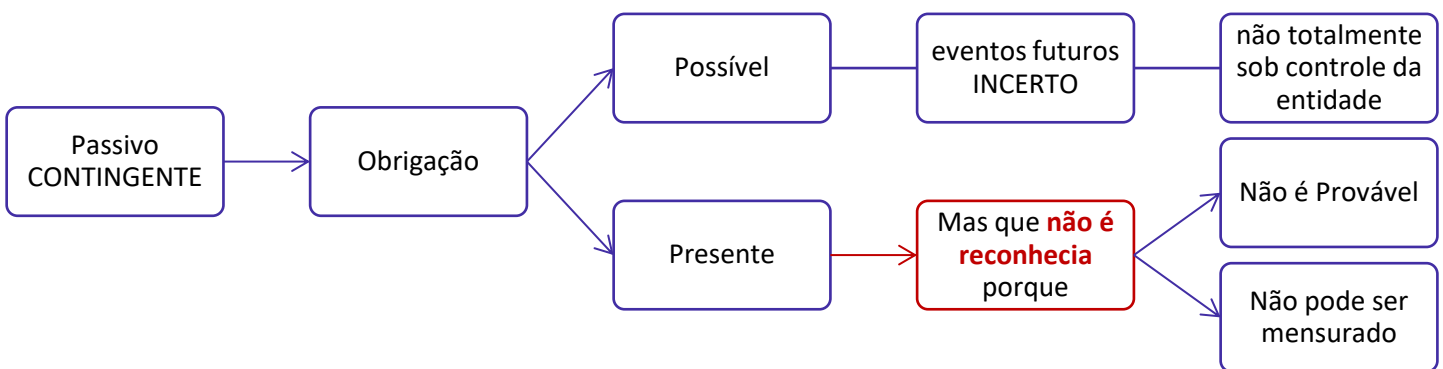 Passivo
CONTINGENTE
Obrigação
Possível
eventos futuros
INCERTO
não totalmente
sob controle da
entidade
Presente
Mas que não é
reconhecia
porque
Não é Provável
Não pode ser
mensurado